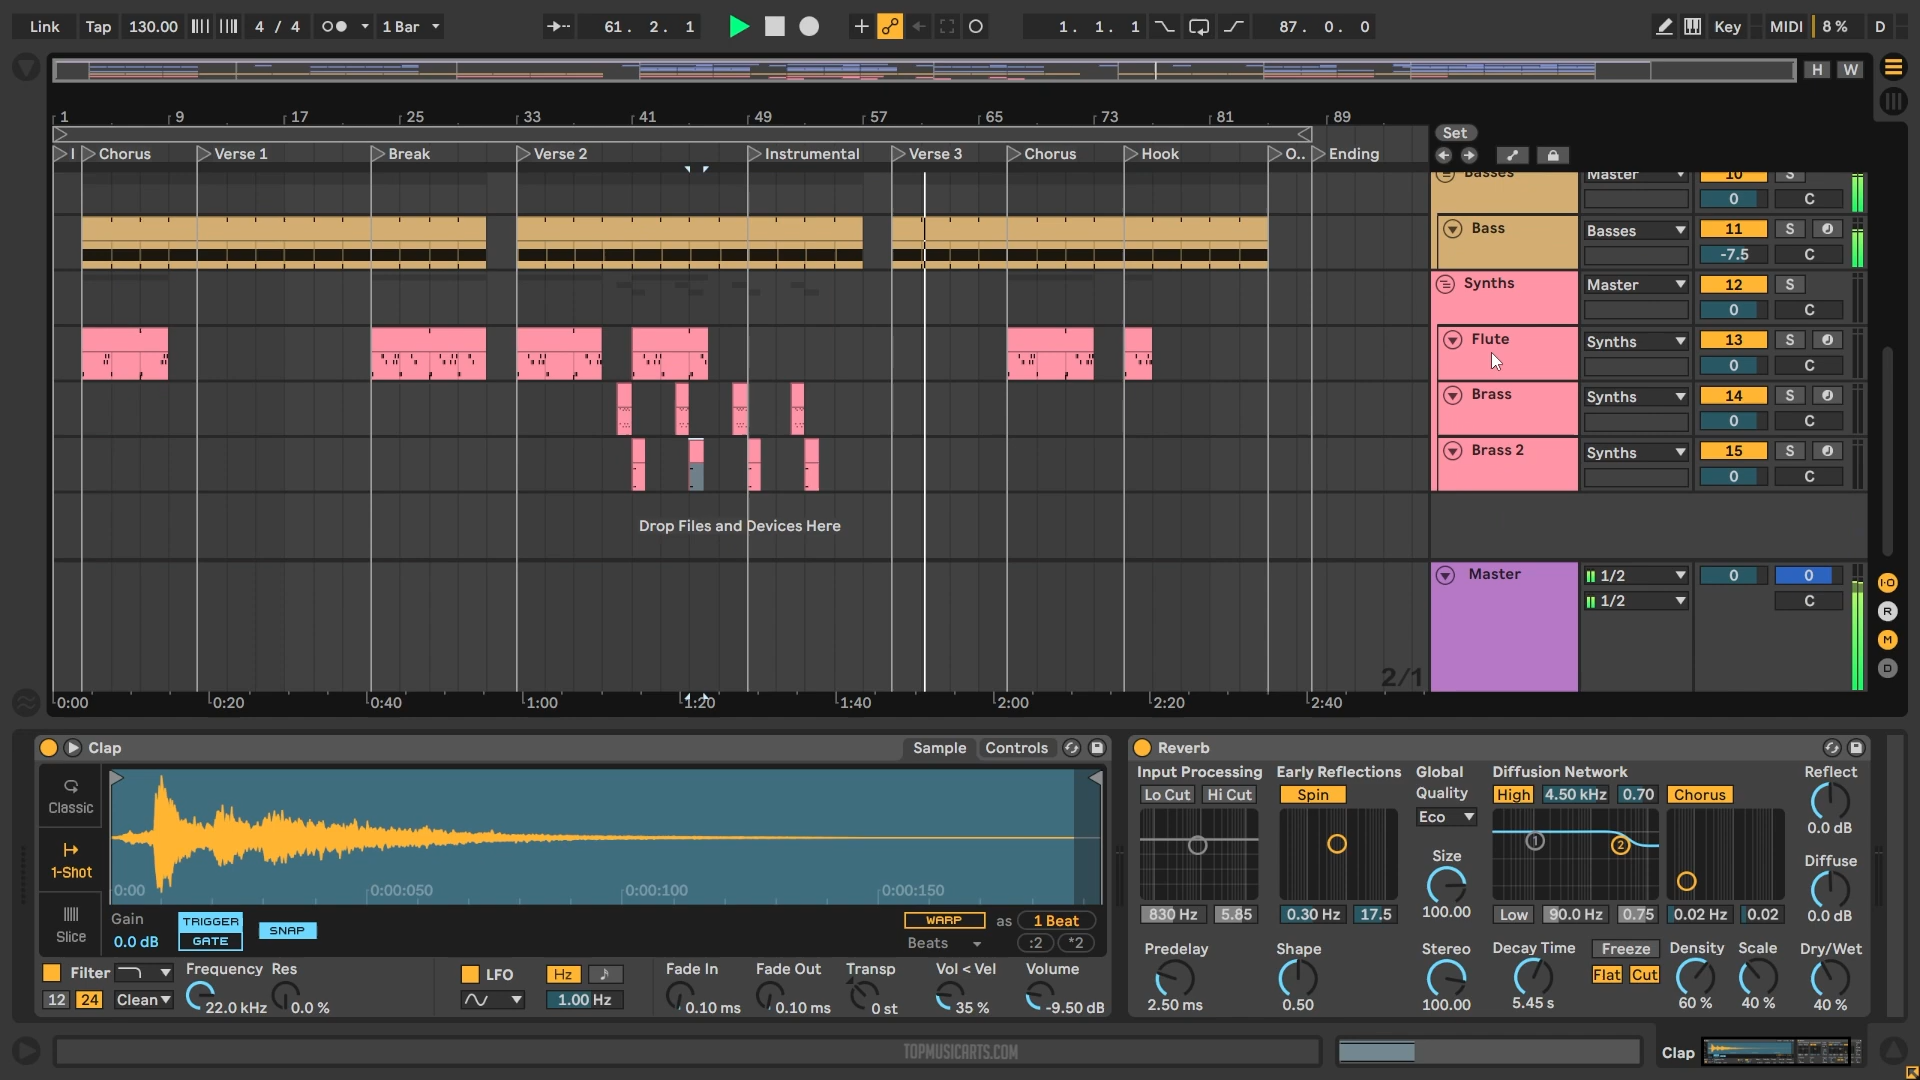 Link Tap 130.00 4 / 4 1 Bar 61. 2. 1 1. 1. 1 87. 0. 0 Key MIDI 8 % D
H W
1 9 17 25 33 41 49 57 65 73 81 89
Set
I Chorus Verse 1 Break Verse 2 Instrumental Verse 3 Chorus Hook O.. Ending
Basses Master 10 S
0 C
Bass Basses 11 S
-7.5 C
Synths Master 12 S
0 C
Flute Synths 13 S
0 C
Brass Synths 14 S
0 C
Brass 2 Synths 15 S
0 C
Drop Files and Devices Here
Master 1/2 0 0
1/2 C
I·O
R
M
D
2/1
0:00 0:20 0:40 1:00 1:20 1:40 2:00 2:20 2:40
Clap Sample Controls
Classic
1-Shot
Slice
0:00 0:00:050 0:00:100 0:00:150
Gain
0.0 dB
TRIGGER
GATE
SNAP
WARP as 1 Beat
Beats :2 *2
Filter Frequency Res LFO Hz Fade In Fade Out Transp Vol < Vel Volume
12 24 Clean 22.0 kHz 0.0 % 1.00 Hz 0.10 ms 0.10 ms 0 st 35 % -9.50 dB
Reverb
Input Processing Early Reflections Global Diffusion Network Reflect
Lo Cut Hi Cut Spin Quality High 4.50 kHz 0.70 Chorus
Eco
1 2
0.0 dB
Size
100.00
Diffuse
830 Hz 5.85 0.30 Hz 17.5 Low 90.0 Hz 0.75 0.02 Hz 0.02 0.0 dB
Predelay Shape Stereo Decay Time Freeze Density Scale Dry/Wet
Flat Cut
2.50 ms 0.50 100.00 5.45 s 60 % 40 % 40 %
TOPMUSICARTS.COM
Clap